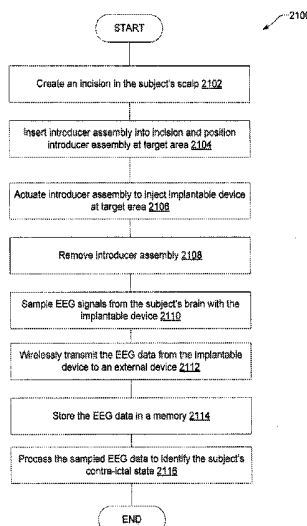 2100
START
Create an incision in the subject's scalp 2102
Insert introducer assembly into incision and position
introducer assembly at target area 2104
Actuate introducer assembly to inject implantable device
at target area 2106
Remove introducer assembly 2108
Sample EEG signals from the subject's brain with the
implantable device 2110
Wirelessly transmit the EEG data from the implantable
device to an external device 2112
Store the EEG data in a memory 2114
Process the sampled EEG data to identify the subject's
contra-ictal state 2116
END